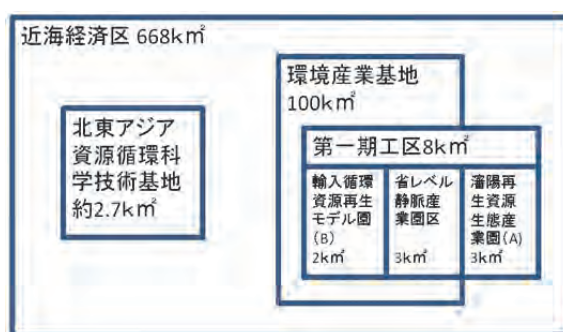 近海経済区 668k㎡
環境産業基地
100k㎡
北東アジア
資源循環科
学技術基地
約2.7k㎡
第一期工区8k㎡
輸入循環
資源再生
モデル園
(B)
2k㎡
省レベル
静脈産
業園区
3k㎡
瀋陽再
生資源
生態産
業園(A)
3k㎡